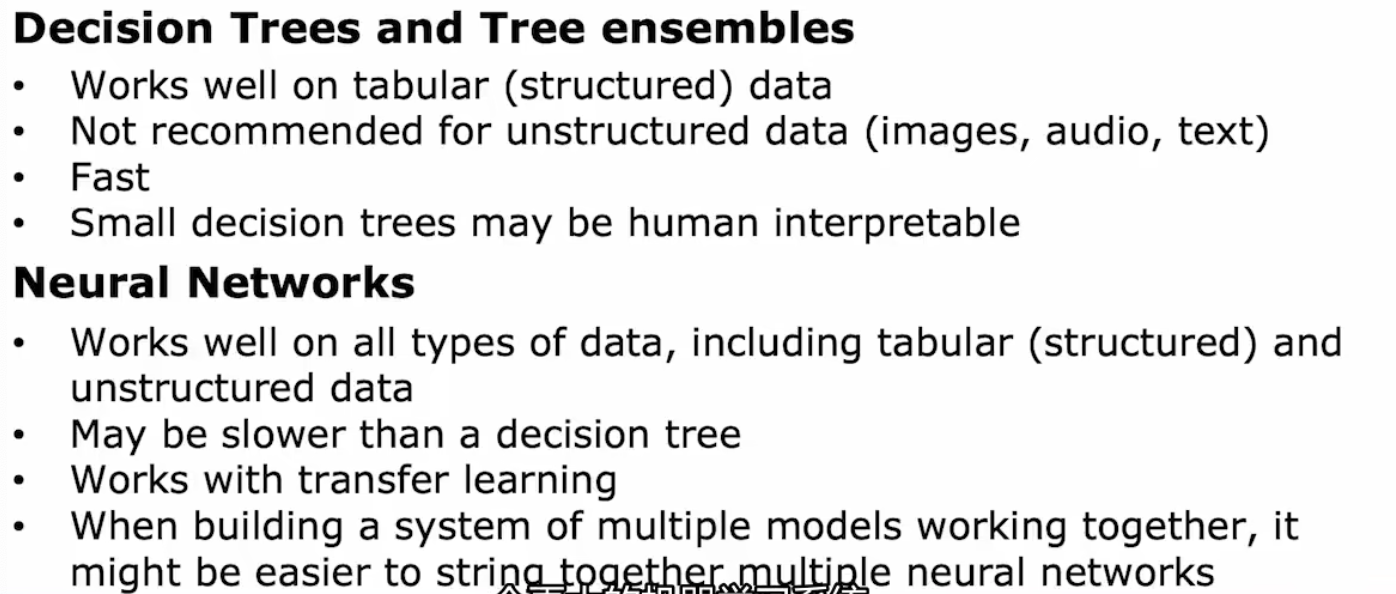 Decision Trees and Tree ensembles
• Works well on tabular (structured) data
• Not recommended for unstructured data (images, audio, text)
• Fast
• Small decision trees may be human interpretable
Neural Networks
• Works well on all types of data, including tabular (structured) and
unstructured data
• May be slower than a decision tree
• Works with transfer learning
• When building a system of multiple models working together, it
might be easier to string together multiple neural networks